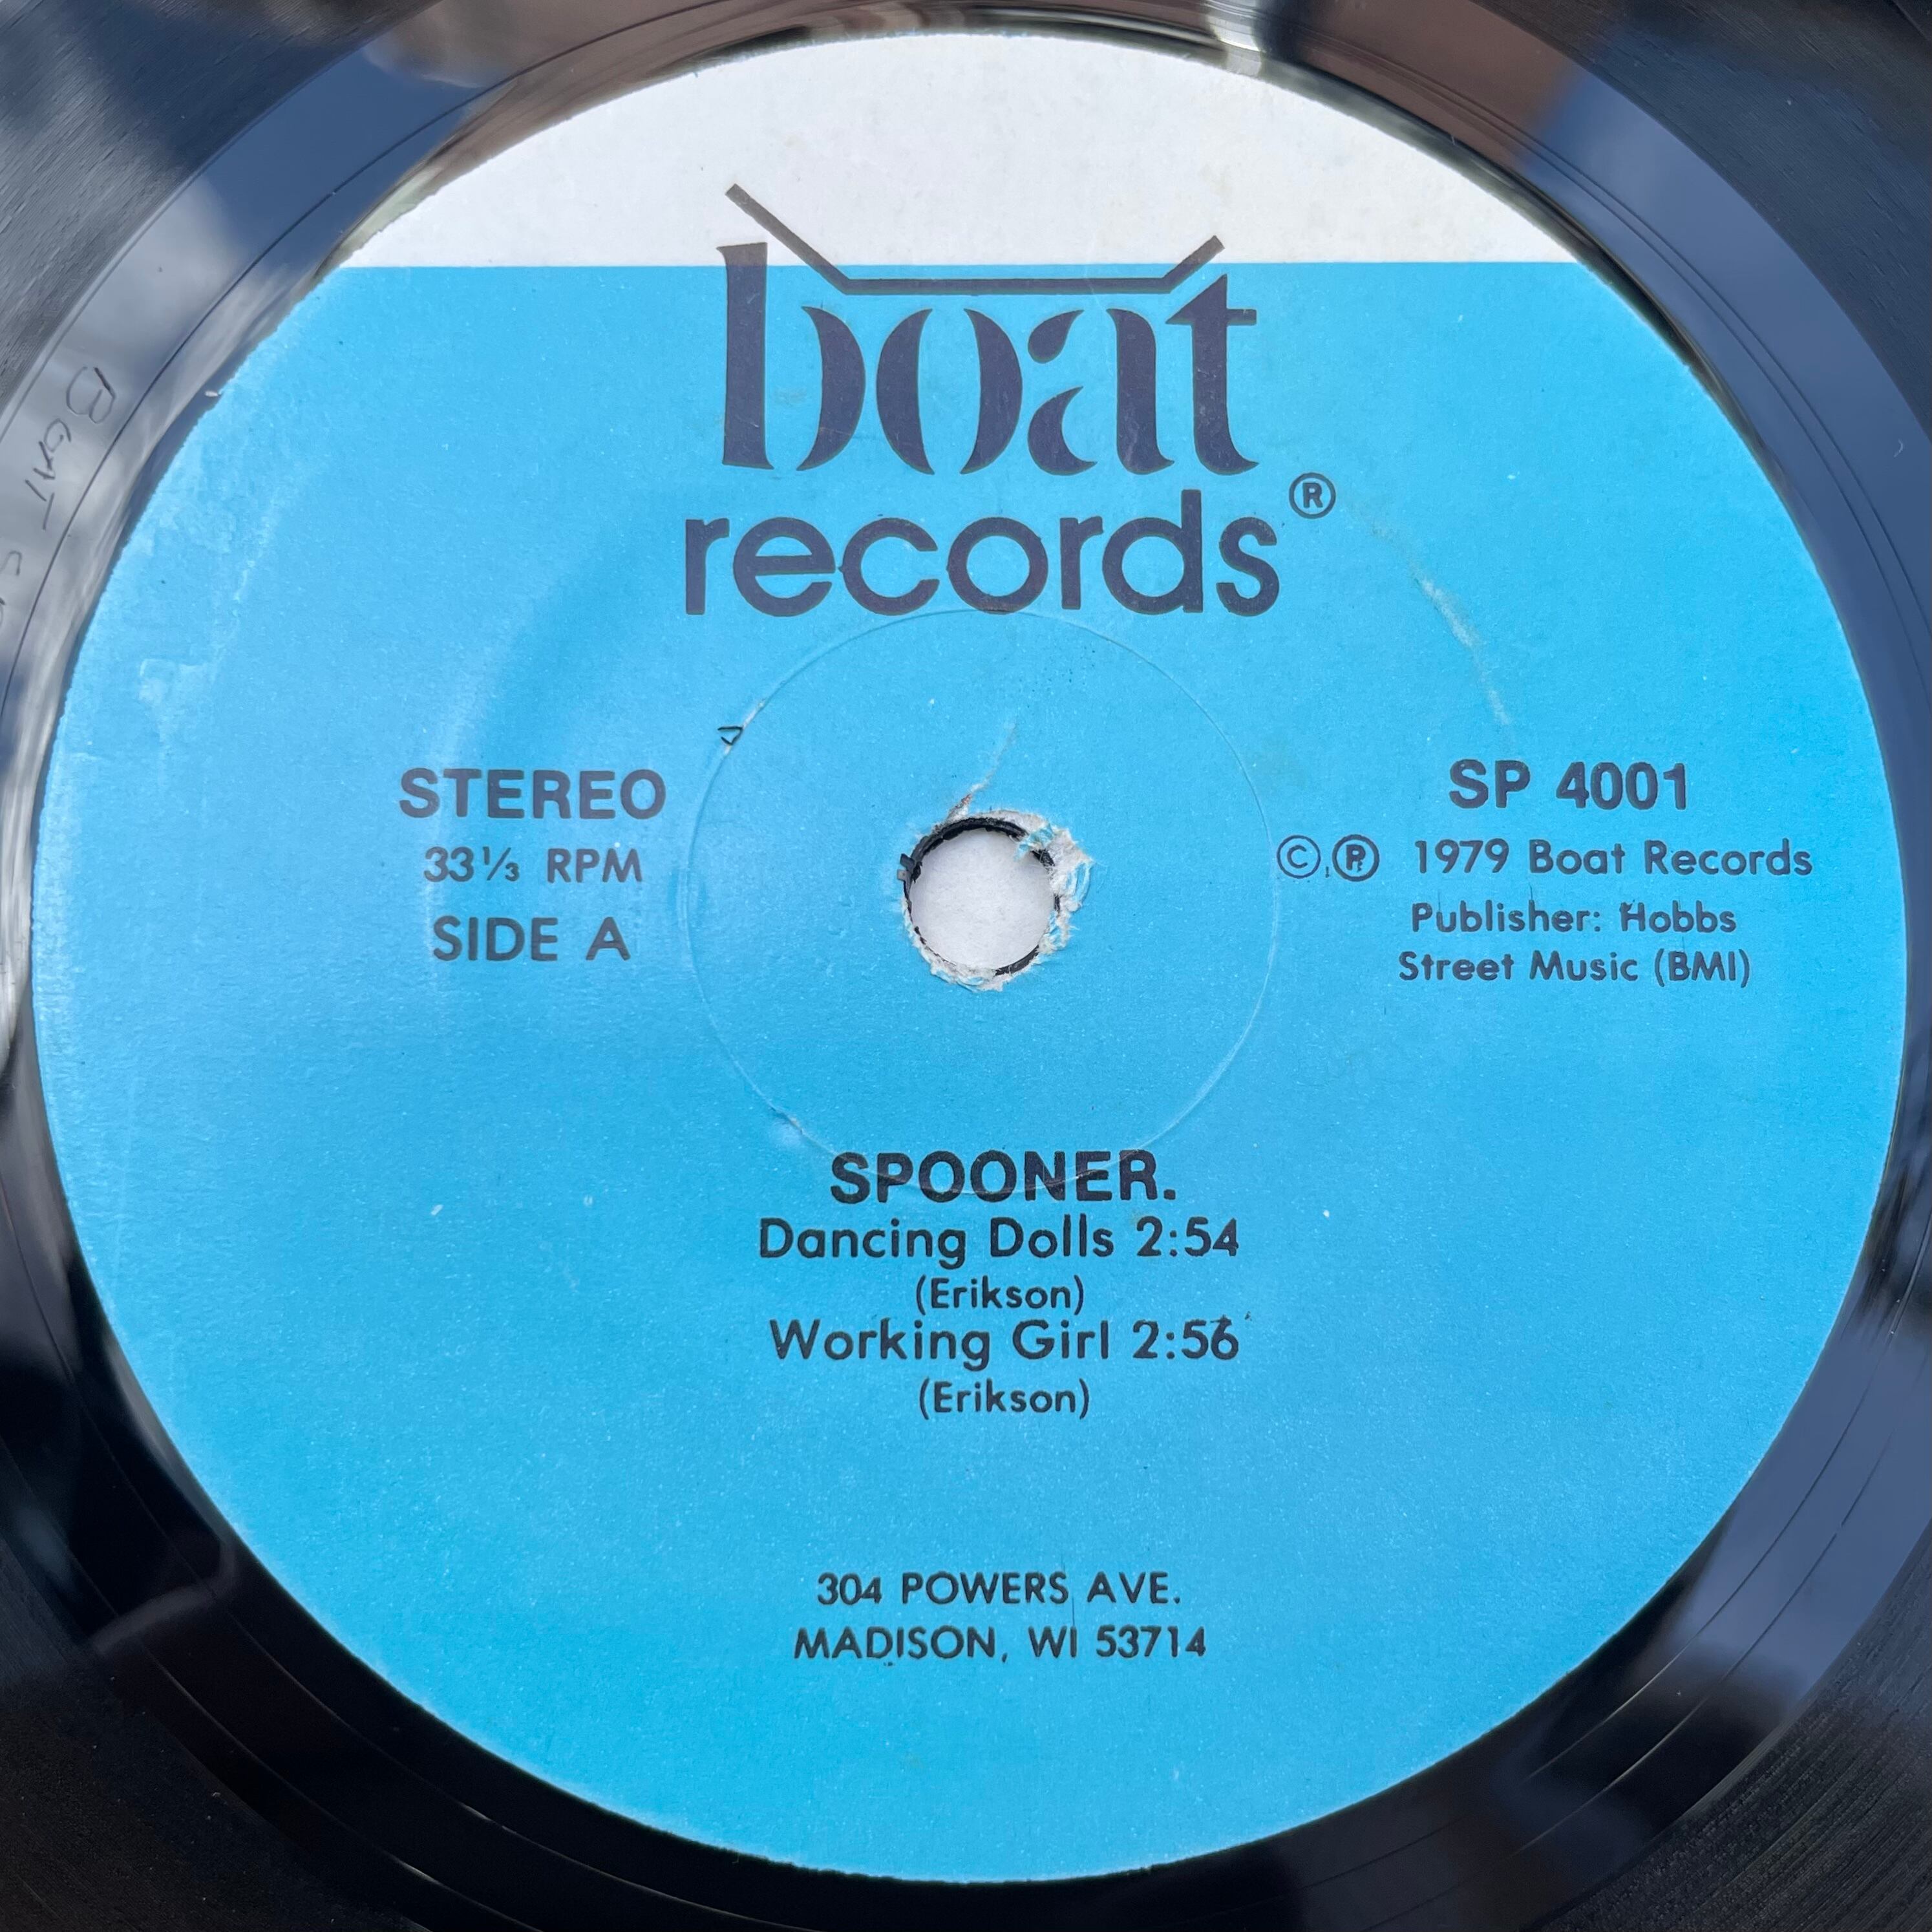 boat
records®
STEREO
33⅓ RPM
SIDE A
SP 4001
©,℗ 1979 Boat Records
Publisher: Hobbs
Street Music (BMI)
SPOONER.
Dancing Dolls 2:54
(Erikson)
Working Girl 2:56
(Erikson)
304 POWERS AVE.
MADISON, WI 53714
BOAT